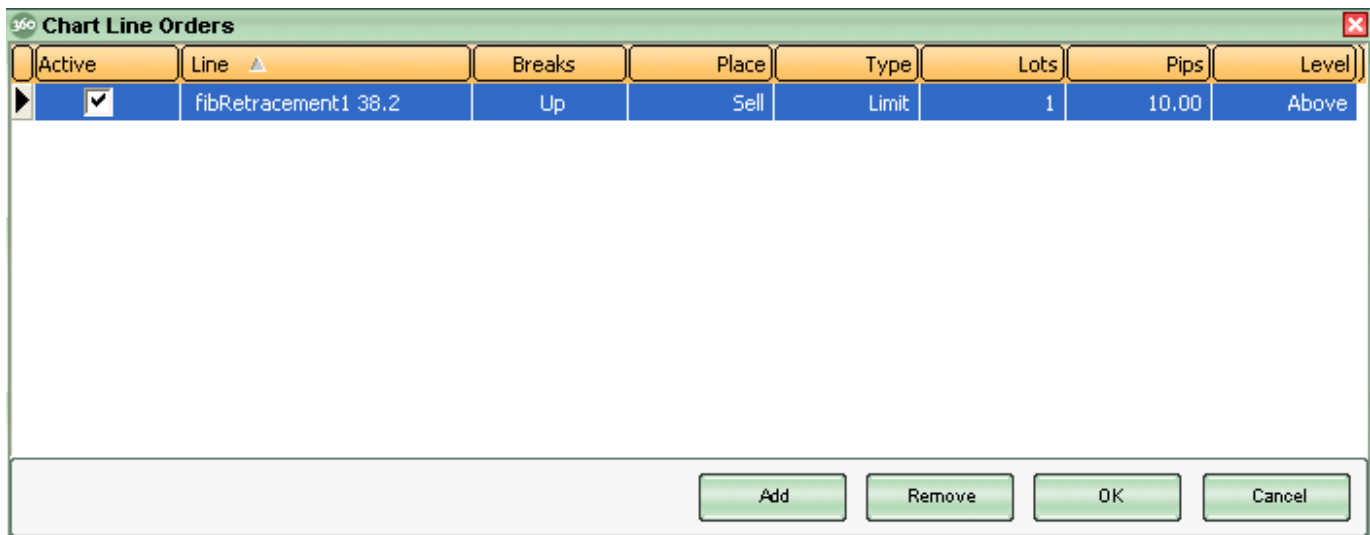 360 Chart Line Orders
Active Line Breaks Place Type Lots Pips Level
fibRetracement1 38.2 Up Sell Limit 1 10.00 Above
Add Remove OK Cancel